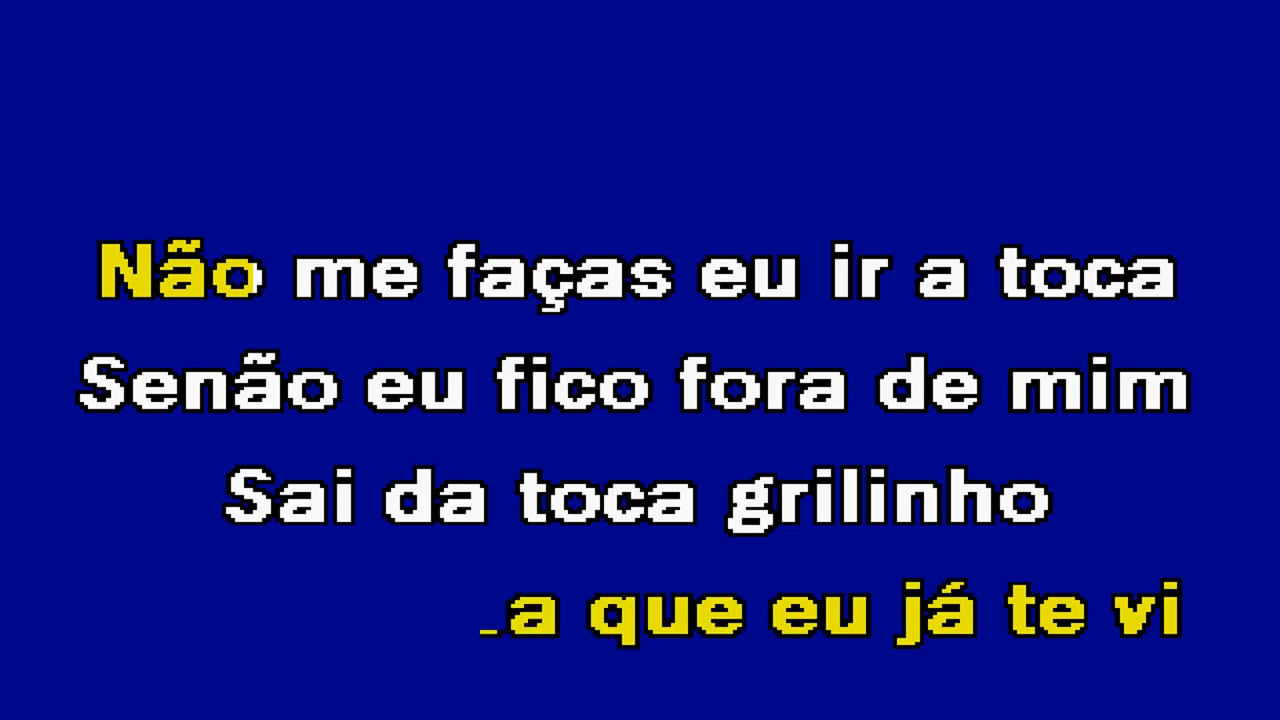 Não me faças eu ir a toca
Senão eu fico fora de mim
Sai da toca grilinho
a que eu já te vi